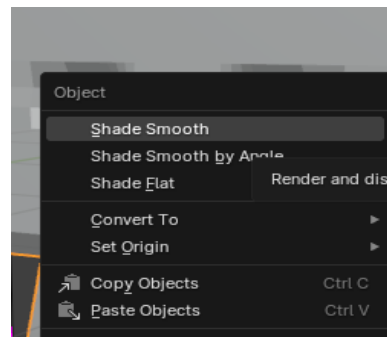 Object
Shade Smooth
Shade Smooth by Angle
Shade Flat
Render and dis
Convert To
Set Origin
Copy Objects Ctrl C
Paste Objects Ctrl V